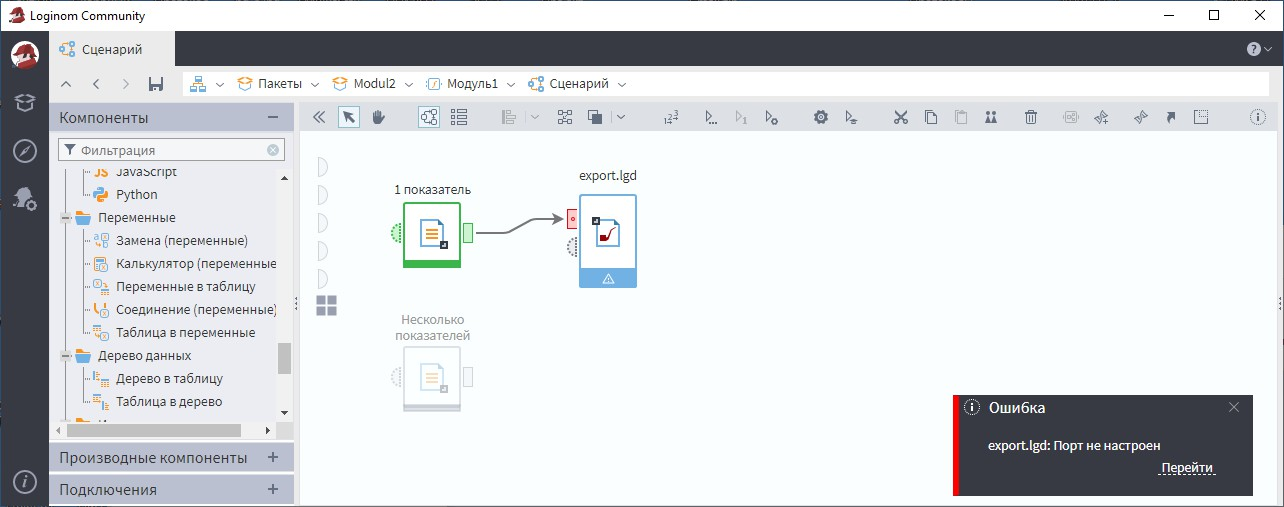 Loginom Community
Сценарий
Пакеты
Modul2
Модуль1
Сценарий
Компоненты
Фильтрация
JavaScript
Python
Переменные
Замена (переменные)
Калькулятор (переменные
Переменные в таблицу
Соединение (переменные)
Таблица в переменные
Дерево данных
Дерево в таблицу
Таблица в дерево
Производные компоненты
Подключения
1 показатель
export.lgd
Несколько
показателей
Ошибка
export.lgd: Порт не настроен
Перейти